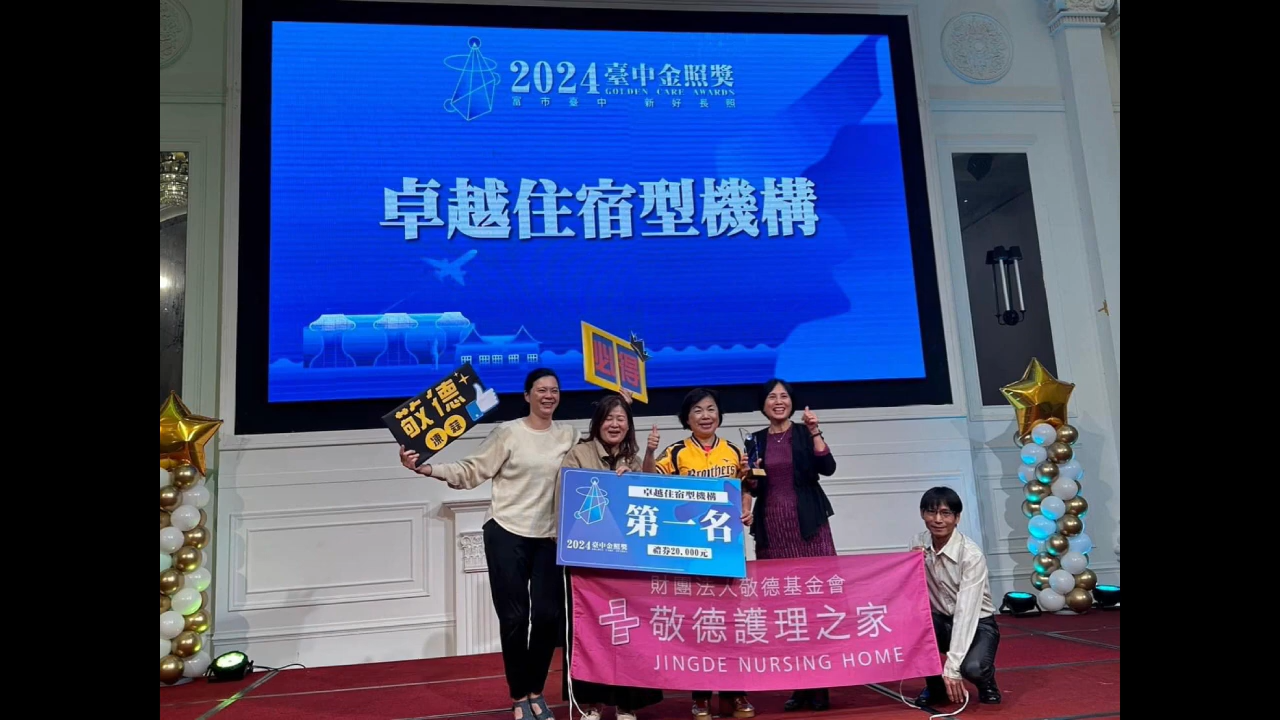 2024臺中金照獎
GOLDEN CARE AWARDS
富市臺中 新好長照
卓越住宿型機構
必得
敬德
Brothers
卓越住宿型機構
第一名
2024臺中金照獎
禮券20,000元
財團法人敬德基金會
敬德護理之家
JINGDE NURSING HOME